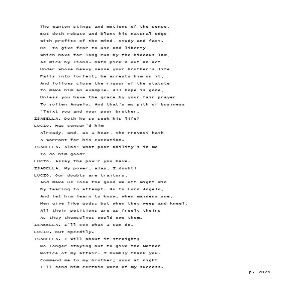 The wanton stings and motions of the sense,
But doth rebate and blunt his natural edge
With profits of the mind, study and fast.
He- to give fear to use and liberty,
Which have for long run by the hideous law,
As mice by lions- hath pick'd out an act
Under whose heavy sense your brother's life
Falls into forfeit; he arrests him on it,
And follows close the rigour of the statute
To make him an example. All hope is gone,
Unless you have the grace by your fair prayer
To soften Angelo. And that's my pith of business
'Twixt you and your poor brother.
ISABELLA. Doth he so seek his life?
LUCIO. Has censur'd him
Already, and, as I hear, the Provost hath
A warrant for his execution.
ISABELLA. Alas! what poor ability's in me
To do him good?
LUCIO. Assay the pow'r you have.
ISABELLA. My power, alas, I doubt!
LUCIO. Our doubts are traitors,
And make us lose the good we oft might win
By fearing to attempt. Go to Lord Angelo,
And let him learn to know, when maidens sue,
Men give like gods; but when they weep and kneel,
All their petitions are as freely theirs
As they themselves would owe them.
ISABELLA. I'll see what I can do.
LUCIO. But speedily.
ISABELLA. I will about it straight;
No longer staying but to give the Mother
Notice of my affair. I humbly thank you.
Commend me to my brother; soon at night
I'll send him certain word of my success.